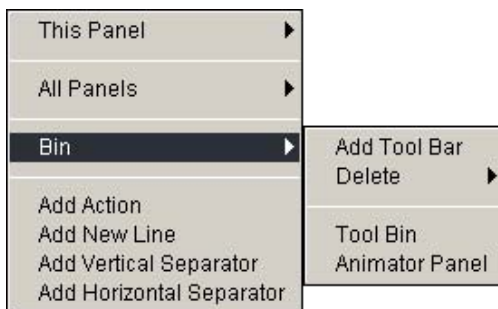 This Panel
All Panels
Bin
Add Action
Add New Line
Add Vertical Separator
Add Horizontal Separator
Add Tool Bar
Delete
Tool Bin
Animator Panel